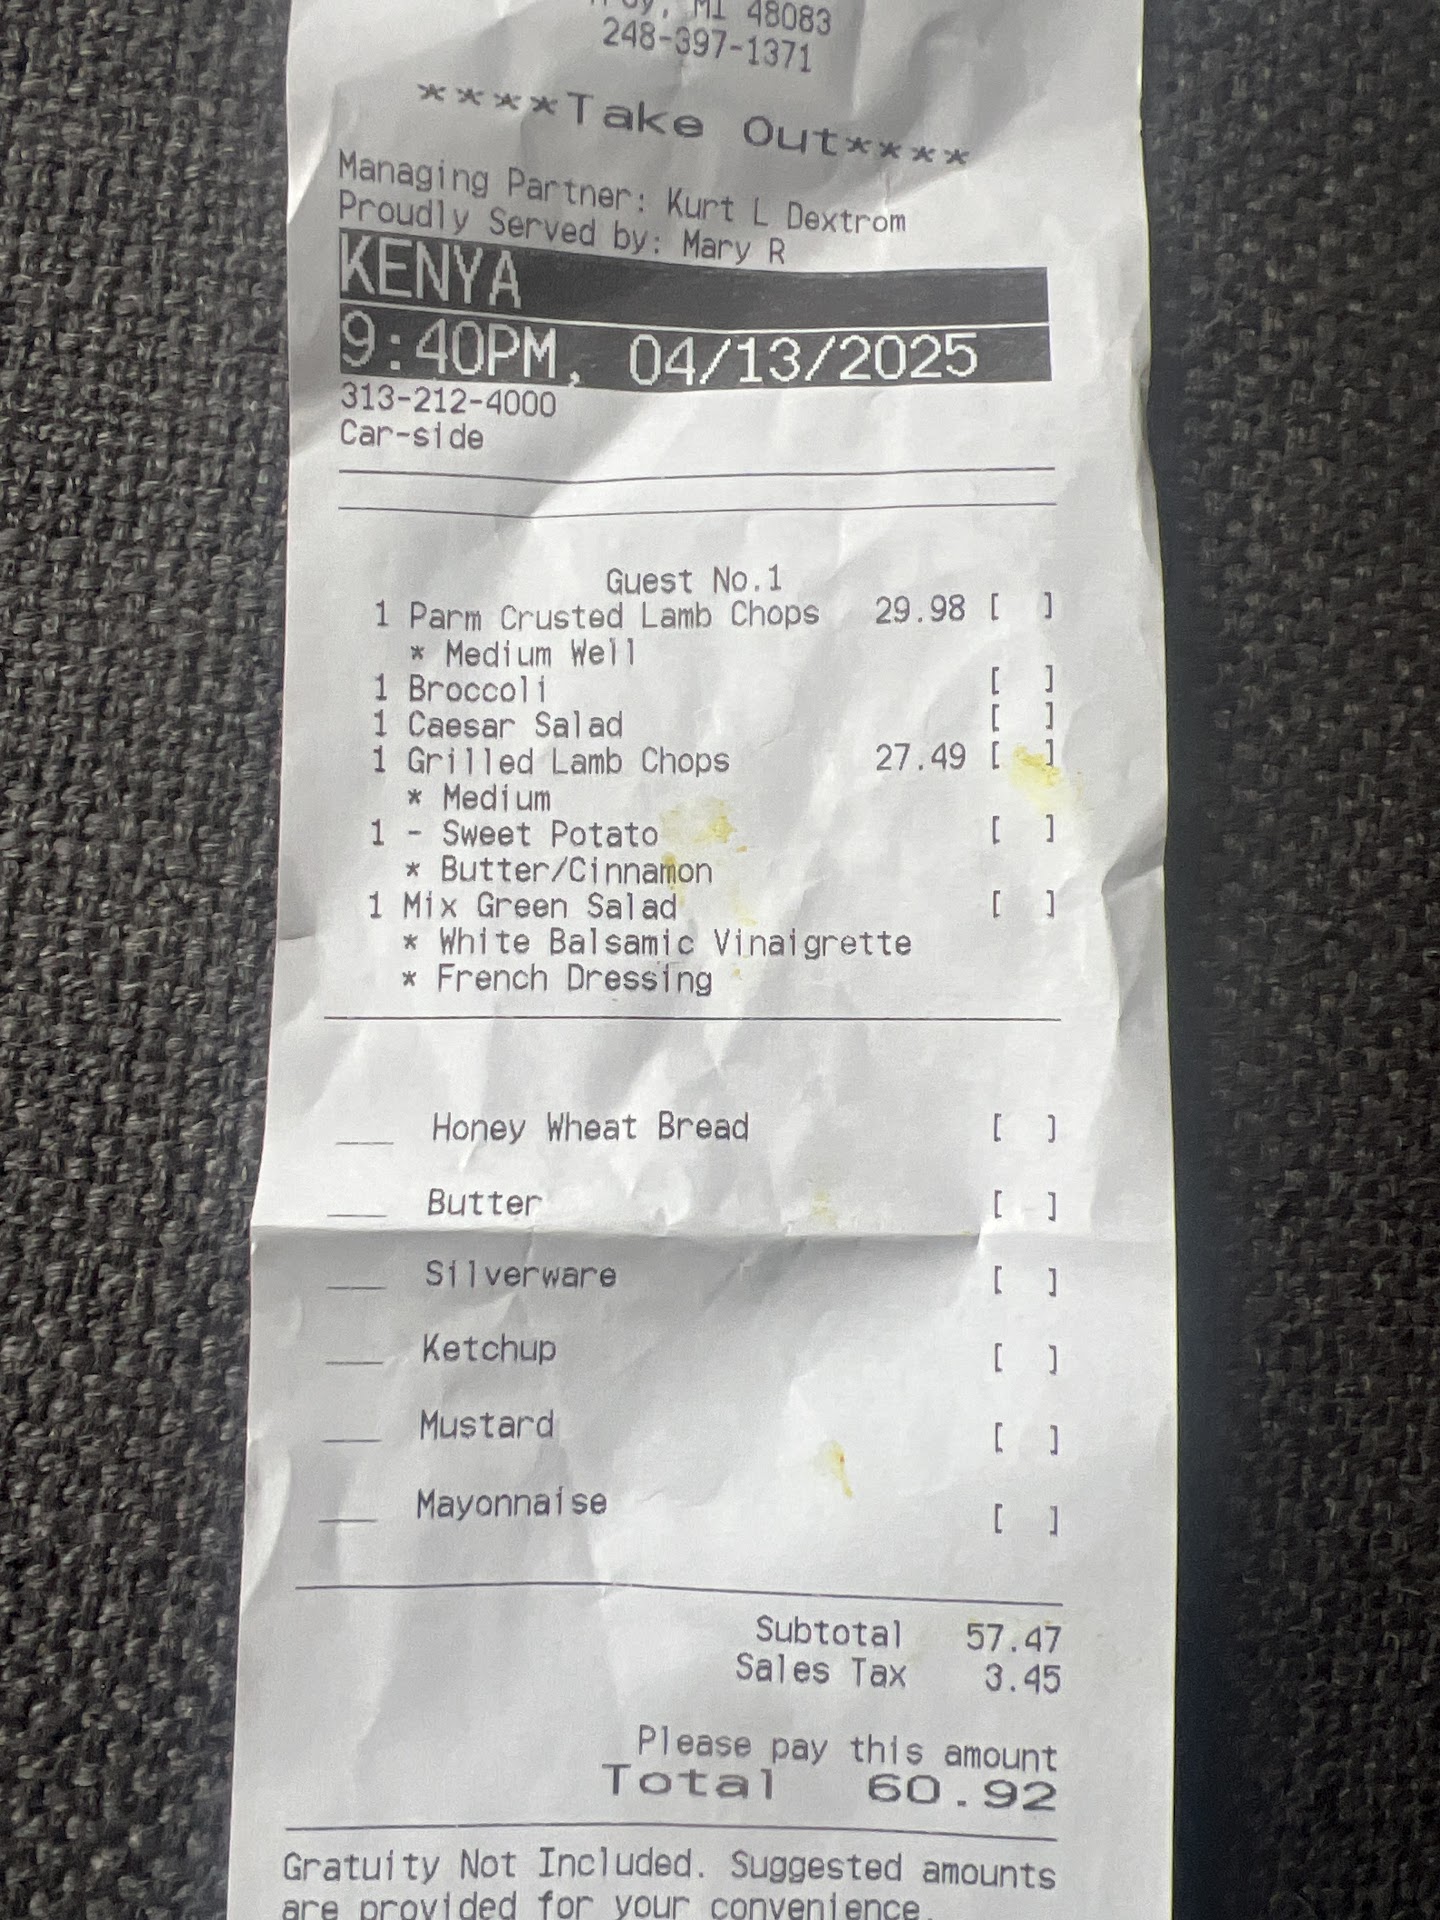 MI 48083
248-397-1371
****Take Out****
Managing Partner: Kurt L Dextrom
Proudly Served by: Mary R
KENYA
9:40PM, 04/13/2025
313-212-4000
Car-side
Guest No.1
1 Parm Crusted Lamb Chops 29.98 [ ]
* Medium Well
1 Broccoli [ ]
1 Caesar Salad [ ]
1 Grilled Lamb Chops 27.49 [ ]
* Medium
1 - Sweet Potato [ ]
* Butter/Cinnamon
1 Mix Green Salad [ ]
* White Balsamic Vinaigrette
* French Dressing
___ Honey Wheat Bread [ ]
___ Butter [ ]
___ Silverware [ ]
___ Ketchup [ ]
___ Mustard [ ]
___ Mayonnaise [ ]
Subtotal 57.47
Sales Tax 3.45
Please pay this amount
Total 60.92
Gratuity Not Included. Suggested amounts
are provided for your convenience.